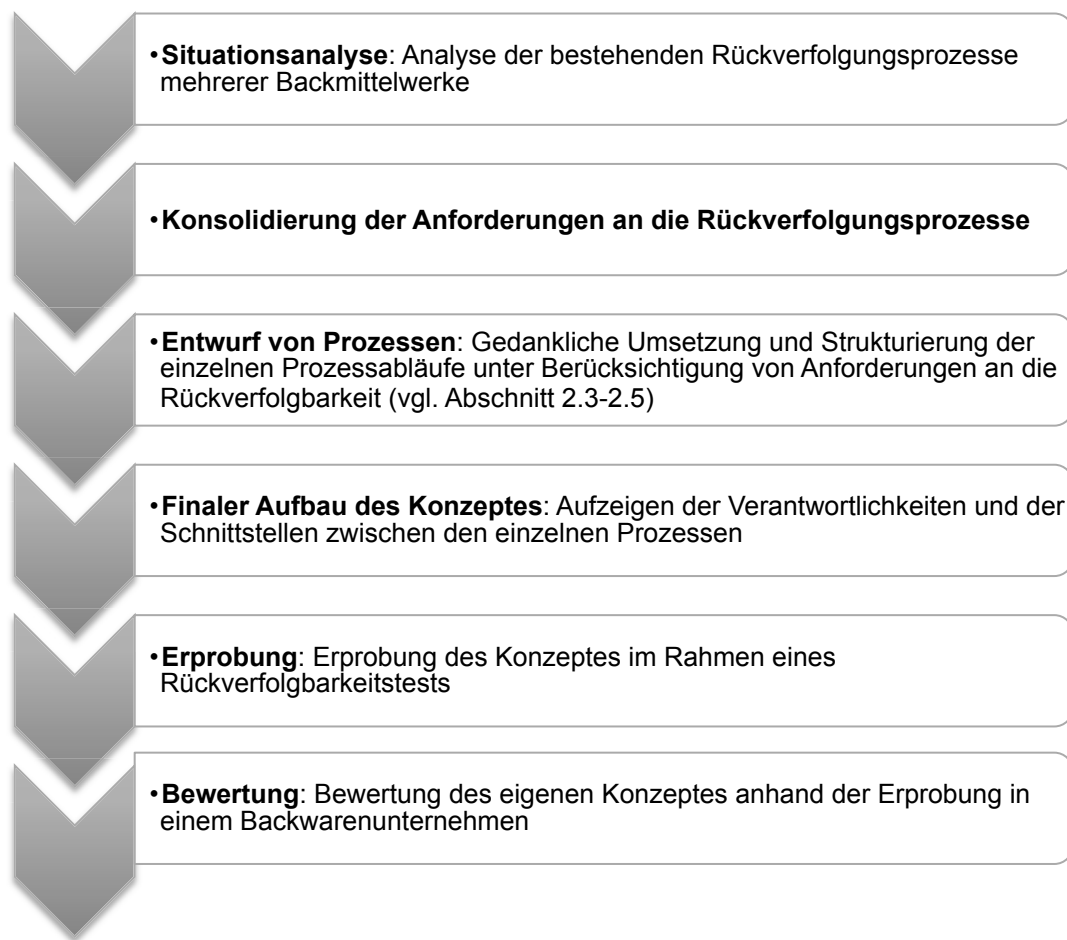 •Situationsanalyse: Analyse der bestehenden Rückverfolgungsprozesse
mehrerer Backmittelwerke
•Konsolidierung der Anforderungen an die Rückverfolgungsprozesse
•Entwurf von Prozessen: Gedankliche Umsetzung und Strukturierung der
einzelnen Prozessabläufe unter Berücksichtigung von Anforderungen an die
Rückverfolgbarkeit (vgl. Abschnitt 2.3-2.5)
•Finaler Aufbau des Konzeptes: Aufzeigen der Verantwortlichkeiten und der
Schnittstellen zwischen den einzelnen Prozessen
•Erprobung: Erprobung des Konzeptes im Rahmen eines
Rückverfolgbarkeitstests
•Bewertung: Bewertung des eigenen Konzeptes anhand der Erprobung in
einem Backwarenunternehmen